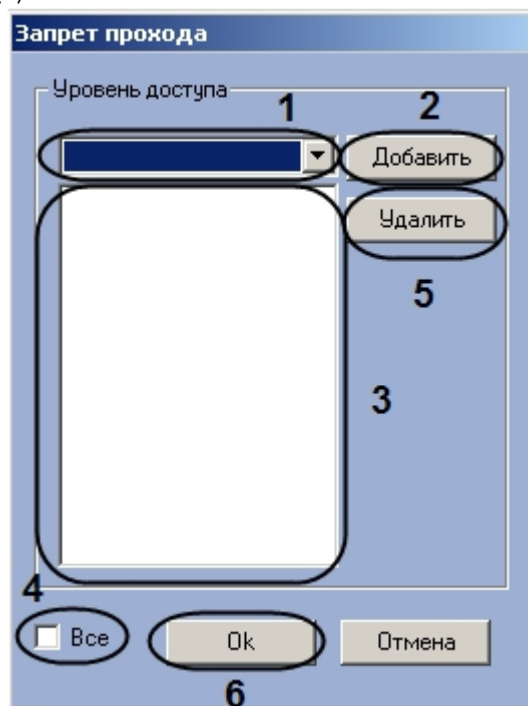 Запрет прохода
Уровень доступа
1
2
Добавить
Удалить
5
3
4
Все
Ok
Отмена
6